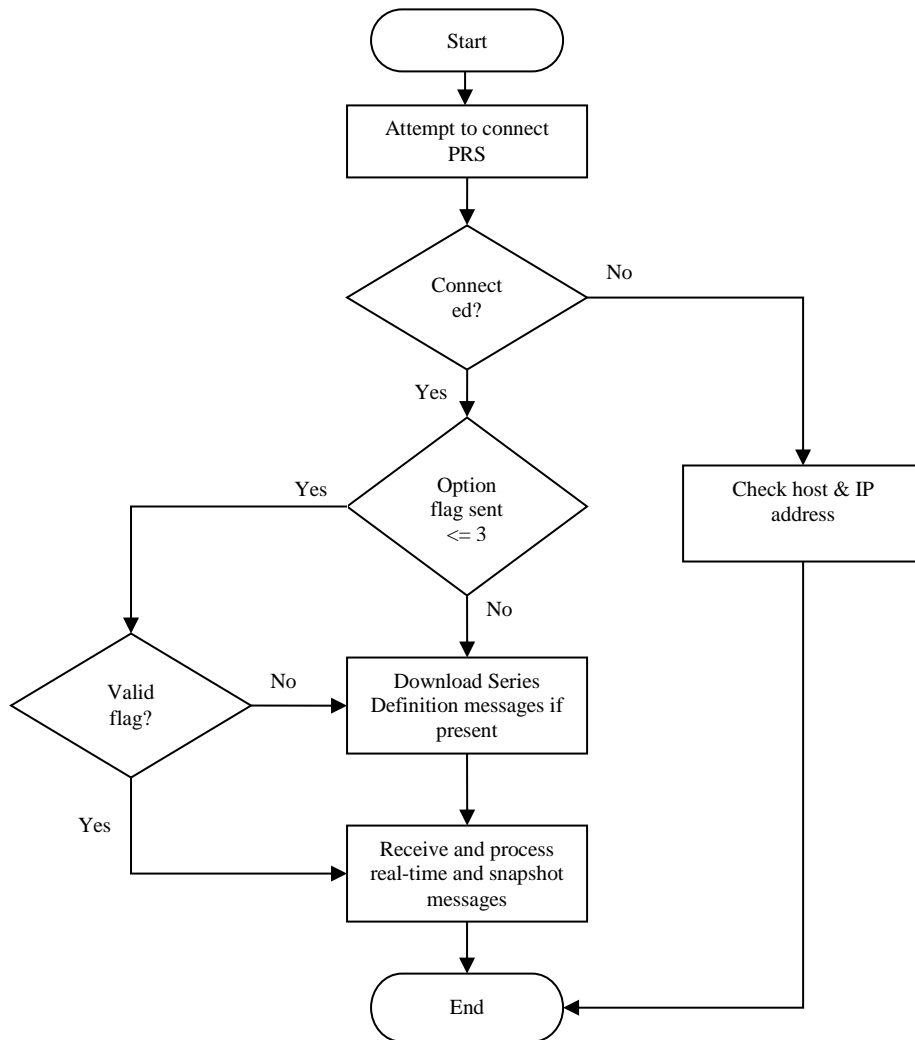 Start
Attempt to connect
PRS
Connect
ed?
No
Yes
Option
flag sent
<= 3
Yes
No
Check host & IP
address
Valid
flag?
No
Download Series
Definition messages if
present
Yes
Receive and process
real-time and snapshot
messages
End